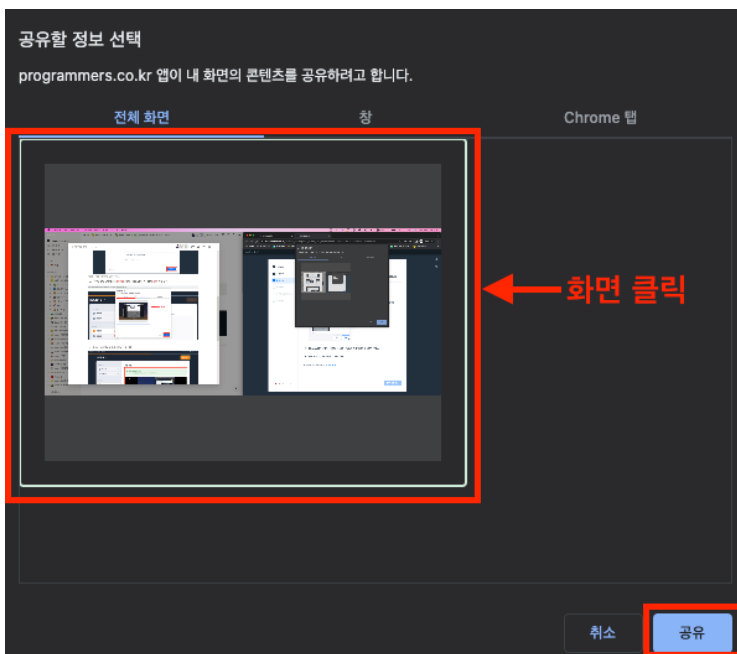 공유할 정보 선택
programmers.co.kr 앱이 내 화면의 콘텐츠를 공유하려고 합니다.
전체 화면 창 Chrome 탭
화면 클릭
취소 공유